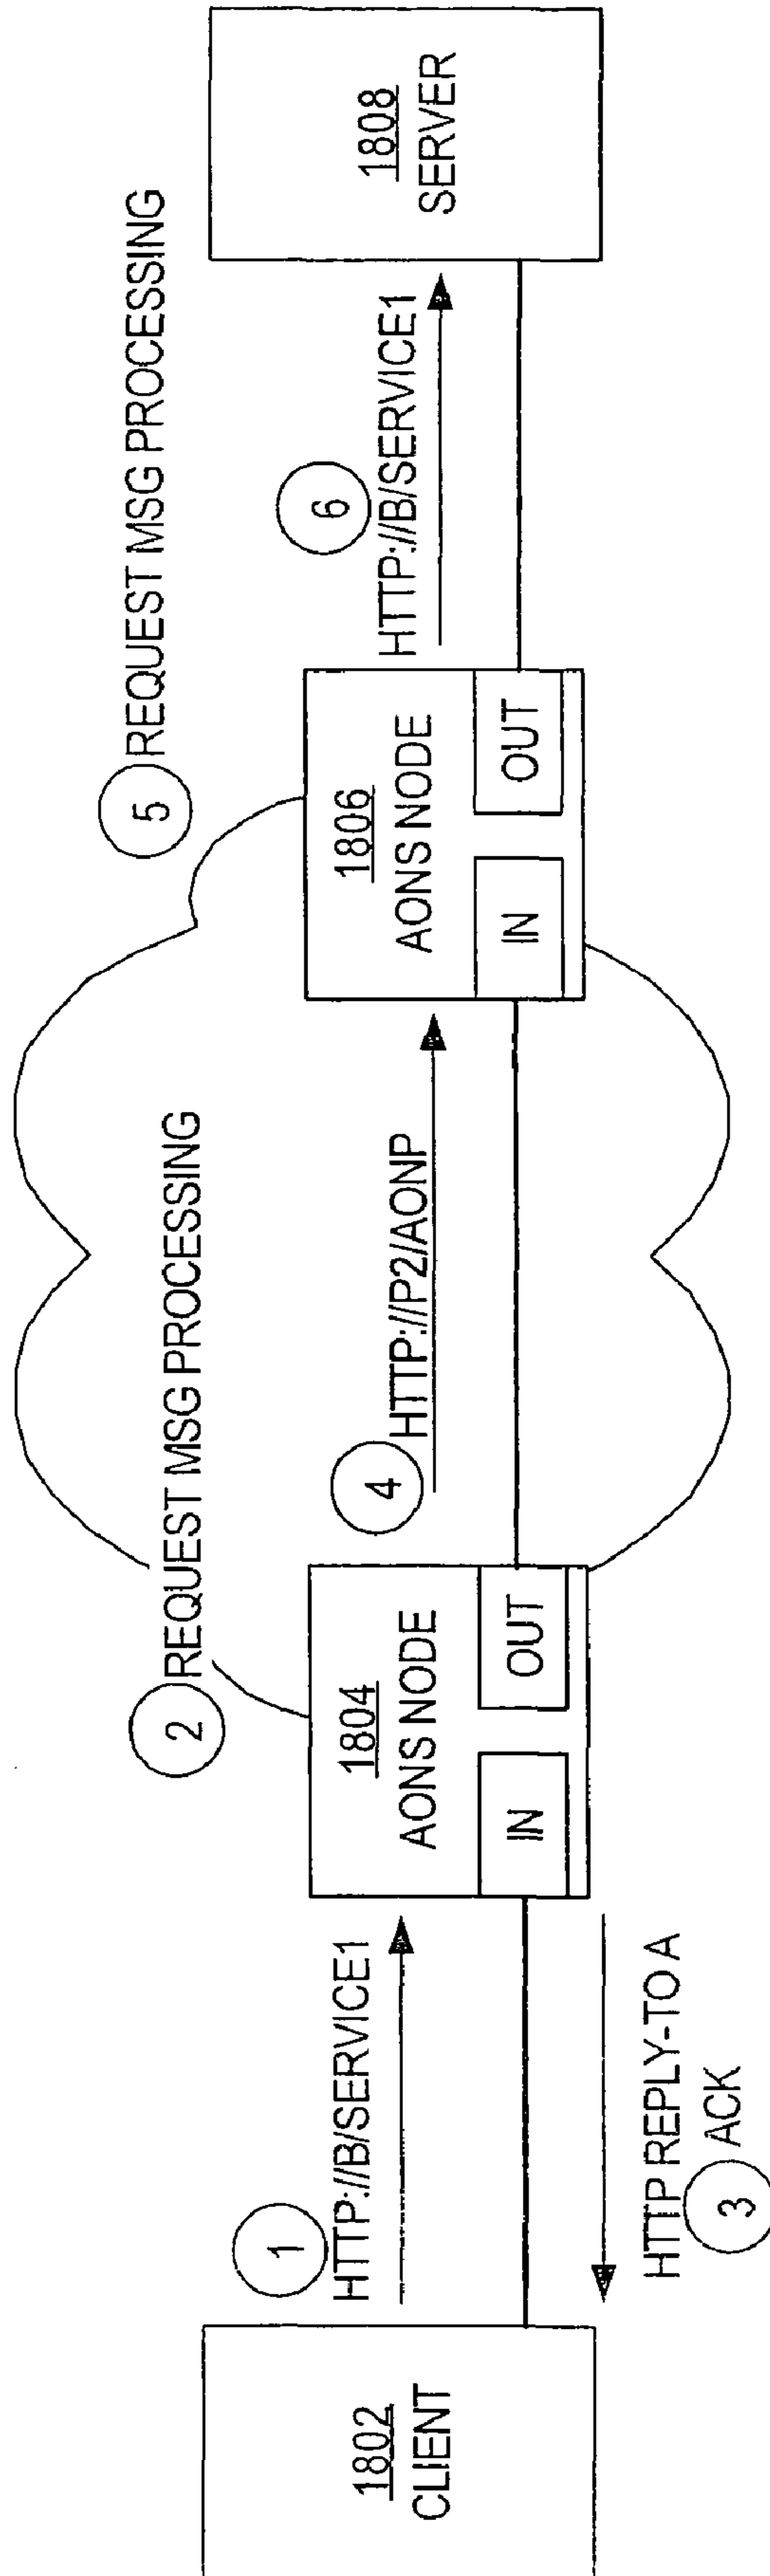 1802
CLIENT
1
HTTP://B/SERVICE1
HTTP REPLY-TO A
3 ACK
2 REQUEST MSG PROCESSING
1804
AONS NODE
IN
OUT
4
HTTP://P2/AONP
5 REQUEST MSG PROCESSING
1806
AONS NODE
IN
OUT
6
HTTP://B/SERVICE1
1808
SERVER